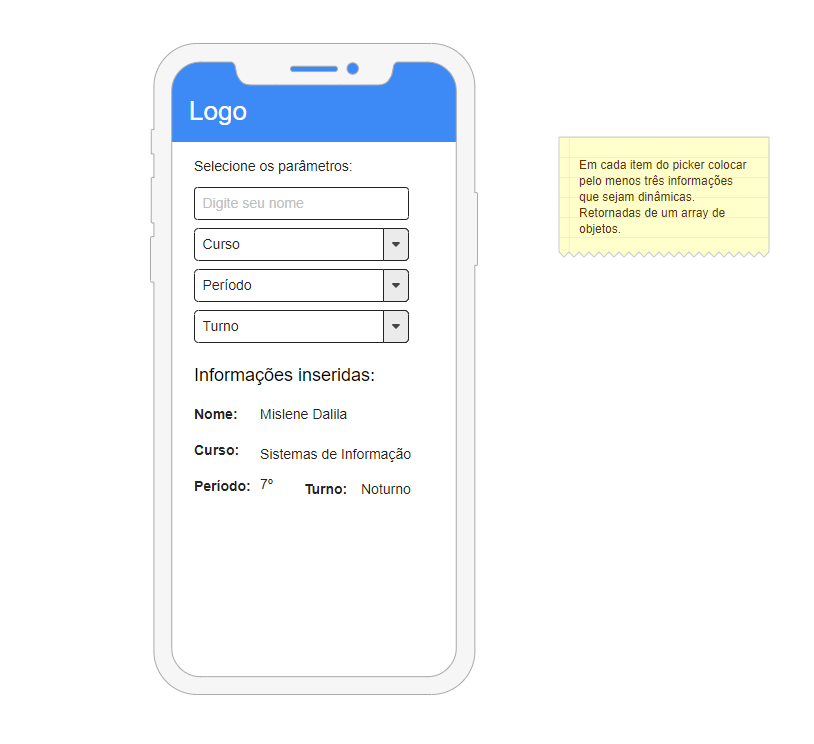 Logo
Selecione os parâmetros:
Digite seu nome
Curso
Período
Turno
Informações inseridas:
Nome: Mislene Dalila
Curso: Sistemas de Informação
Período: 7º Turno: Noturno
Em cada item do picker colocar
pelo menos três informações
que sejam dinâmicas.
Retornadas de um array de
objetos.